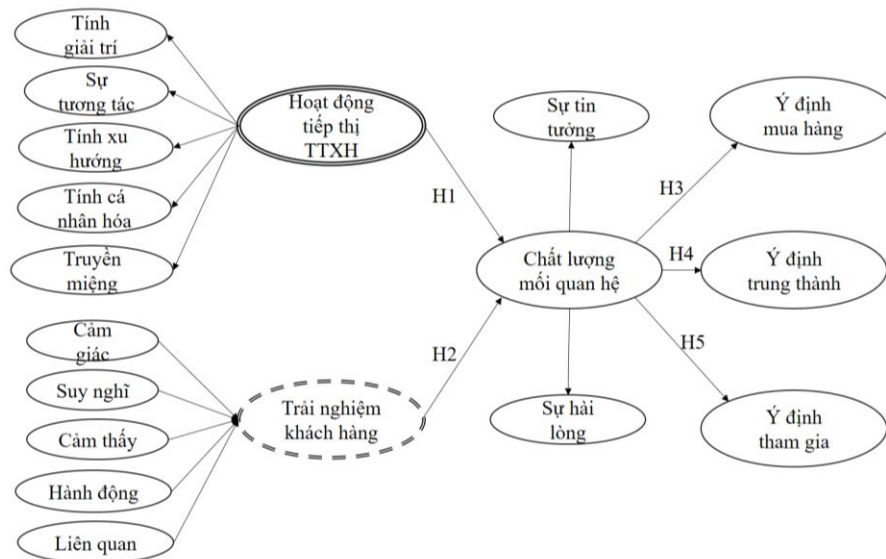 Tính
giải trí
Sự
tương tác
Tính xu
hướng
Tính cá
nhân hóa
Truyền
miệng
Hoạt động
tiếp thị
TTXH
Cảm
giác
Suy nghĩ
Cảm thấy
Hành động
Liên quan
Trải nghiệm
khách hàng
H1
H2
Sự tin
tưởng
Chất lượng
mối quan hệ
Sự hài
lòng
H3
H4
H5
Ý định
mua hàng
Ý định
trung thành
Ý định
tham gia